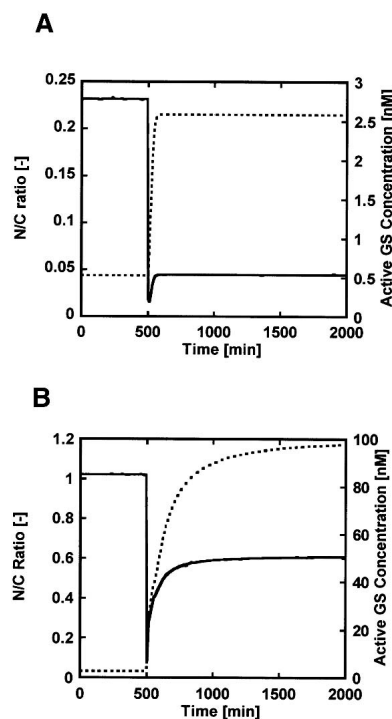 A
0.25
0.2
0.15
0.1
0.05
0
N/C ratio [-]
3
2.5
2
1.5
1
0.5
0
Active GS Concentration [nM]
0 500 1000 1500 2000
Time [min]
B
1.2
1
0.8
0.6
0.4
0.2
0
N/C Ratio [-]
100
80
60
40
20
0
Active GS Concentration [nM]
0 500 1000 1500 2000
Time [min]